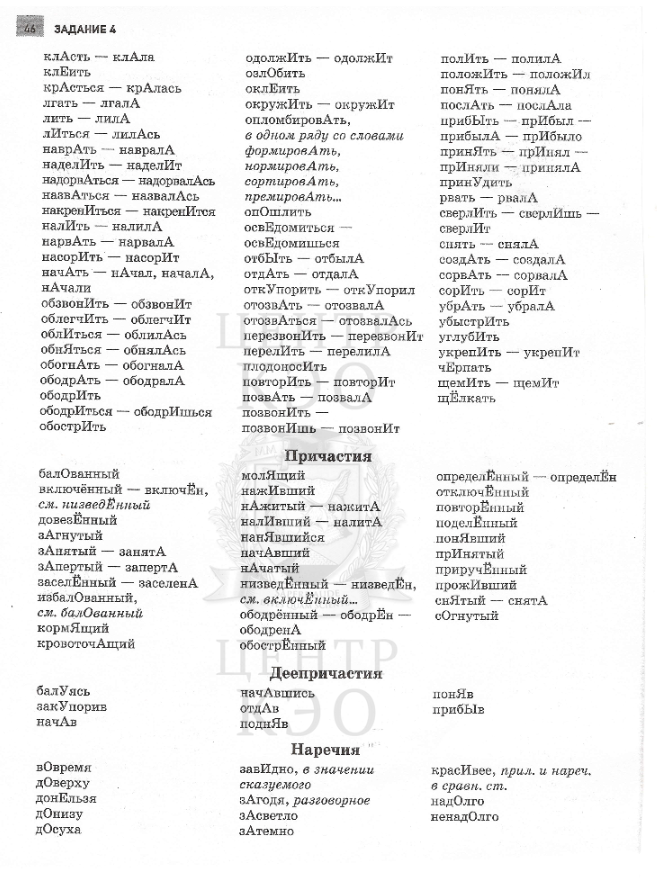 46 ЗАДАНИЕ 4
клАсть — клАла
клЕить
крАсться — крАлась
лгать — лгалА
лить — лилА
лИться — лилАсь
наврАть — навралА
наделИть — наделИт
надорвАться — надорвалАсь
назвАться — назвалАсь
накренИться — накренИтся
налИть — налилА
нарвАть — нарвалА
насорИть — насорИт
начАть — нАчал, началА,
нАчали
обзвонИть — обзвонИт
облегчИть — облегчИт
облИться — облилАсь
обнЯться — обнялАсь
обогнАть — обогналА
ободрАть — ободралА
ободрИть
ободрИться — ободрИшься
обострИть
одолжИть — одолжИт
озлОбить
оклЕить
окружИть — окружИт
опломбировАть,
в одном ряду со словами
формировАть,
нормировАть,
сортировАть,
премировАть...
опОшлить
освЕдомиться —
освЕдомишься
отбЫть — отбылА
отдАть — отдалА
откУпорить — откУпорил
отозвАть — отозвалА
отозвАться — отозвалАсь
перезвонИть — перезвонИт
перелИть — перелилА
плодоносИть
повторИть — повторИт
позвАть — позвалА
позвонИть —
позвонИшь — позвонИт
полИть — полилА
положИть — положИл
понЯть — понялА
послАть — послАла
прибЫть — прИбыл —
прибылА — прИбыло
принЯть — прИнял —
прИняли — принялА
принУдить
рвать — рвалА
сверлИть — сверлИшь —
сверлИт
снять — снялА
создАть — создалА
сорвАть — сорвалА
сорИть — сорИт
убрАть — убралА
убыстрИть
углубИть
укрепИть — укрепИт
чЕрпать
щемИть — щемИт
щЁлкать
Причастия
балОванный
включённый — включЁн,
см. низведЁнный
довезЁнный
зАгнутый
зАнятый — занятА
зАпертый — запертА
заселЁнный — заселенА
избалОванный,
см. балОванный
кормЯщий
кровоточАщий
молЯщий
нажИвший
нАжитый — нажитА
налИвший — налитА
нанЯвшийся
начАвший
нАчатый
низведЁнный — низведЁн,
см. включЁнный...
ободрённый — ободрЁн —
ободренА
обострЁнный
определЁнный — определЁн
отключЁнный
повторЁнный
поделЁнный
понЯвший
прИнятый
приручЁнный
прожИвший
снЯтый — снятА
сОгнутый
Деепричастия
балУясь
закУпорив
начАв
начАвшись
отдАв
поднЯв
понЯв
прибЫв
Наречия
вОвремя
дОверху
донЕльзя
дОнизу
дОсуха
завИдно, в значении
сказуемого
зАгодя, разговорное
зАсветло
зАтемно
красИвее, прил. и нареч.
в сравн. ст.
надОлго
ненадОлго
ЦЕНТР
КЭО
ЦЕНТР
КЭО